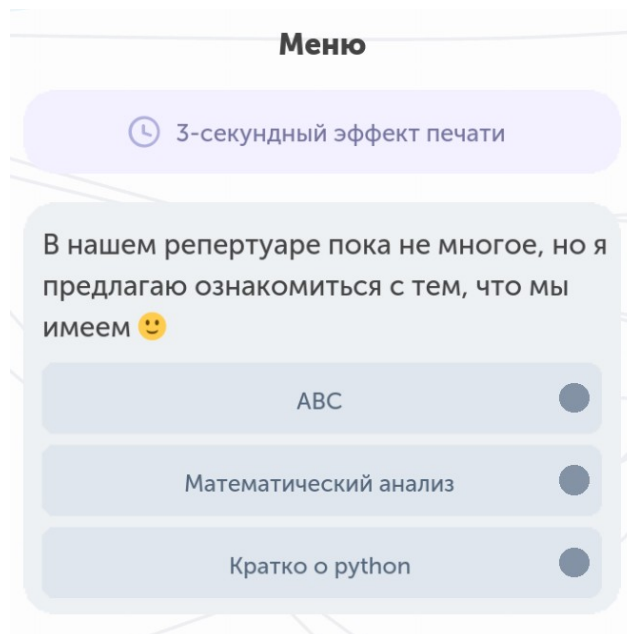 Меню
3-секундный эффект печати
В нашем репертуаре пока не многое, но я
предлагаю ознакомиться с тем, что мы
имеем 🙂
ABC
Математический анализ
Кратко о python